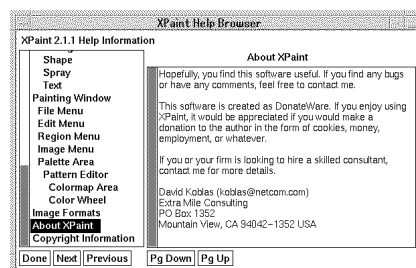 XPaint Help Browser
XPaint 2.1.1 Help Information
Shape
Spray
Text
Painting Window
File Menu
Edit Menu
Region Menu
Image Menu
Palette Area
Pattern Editor
Colormap Area
Color Wheel
Image Formats
About XPaint
Copyright Information
About XPaint
Hopefully, you find this software useful. If you find any bugs
or have any comments, feel free to contact me.
This software is created as DonateWare. If you enjoy using
XPaint, it would be appreciated if you would make a
donation to the author in the form of cookies, money,
employment, or whatever.
If you or your firm is looking to hire a skilled consultant,
contact me for more details.
David Koblas (koblas@netcom.com)
Extra Mile Consulting
PO Box 1352
Mountain View, CA 94042-1352 USA
Done Next Previous Pg Down Pg Up